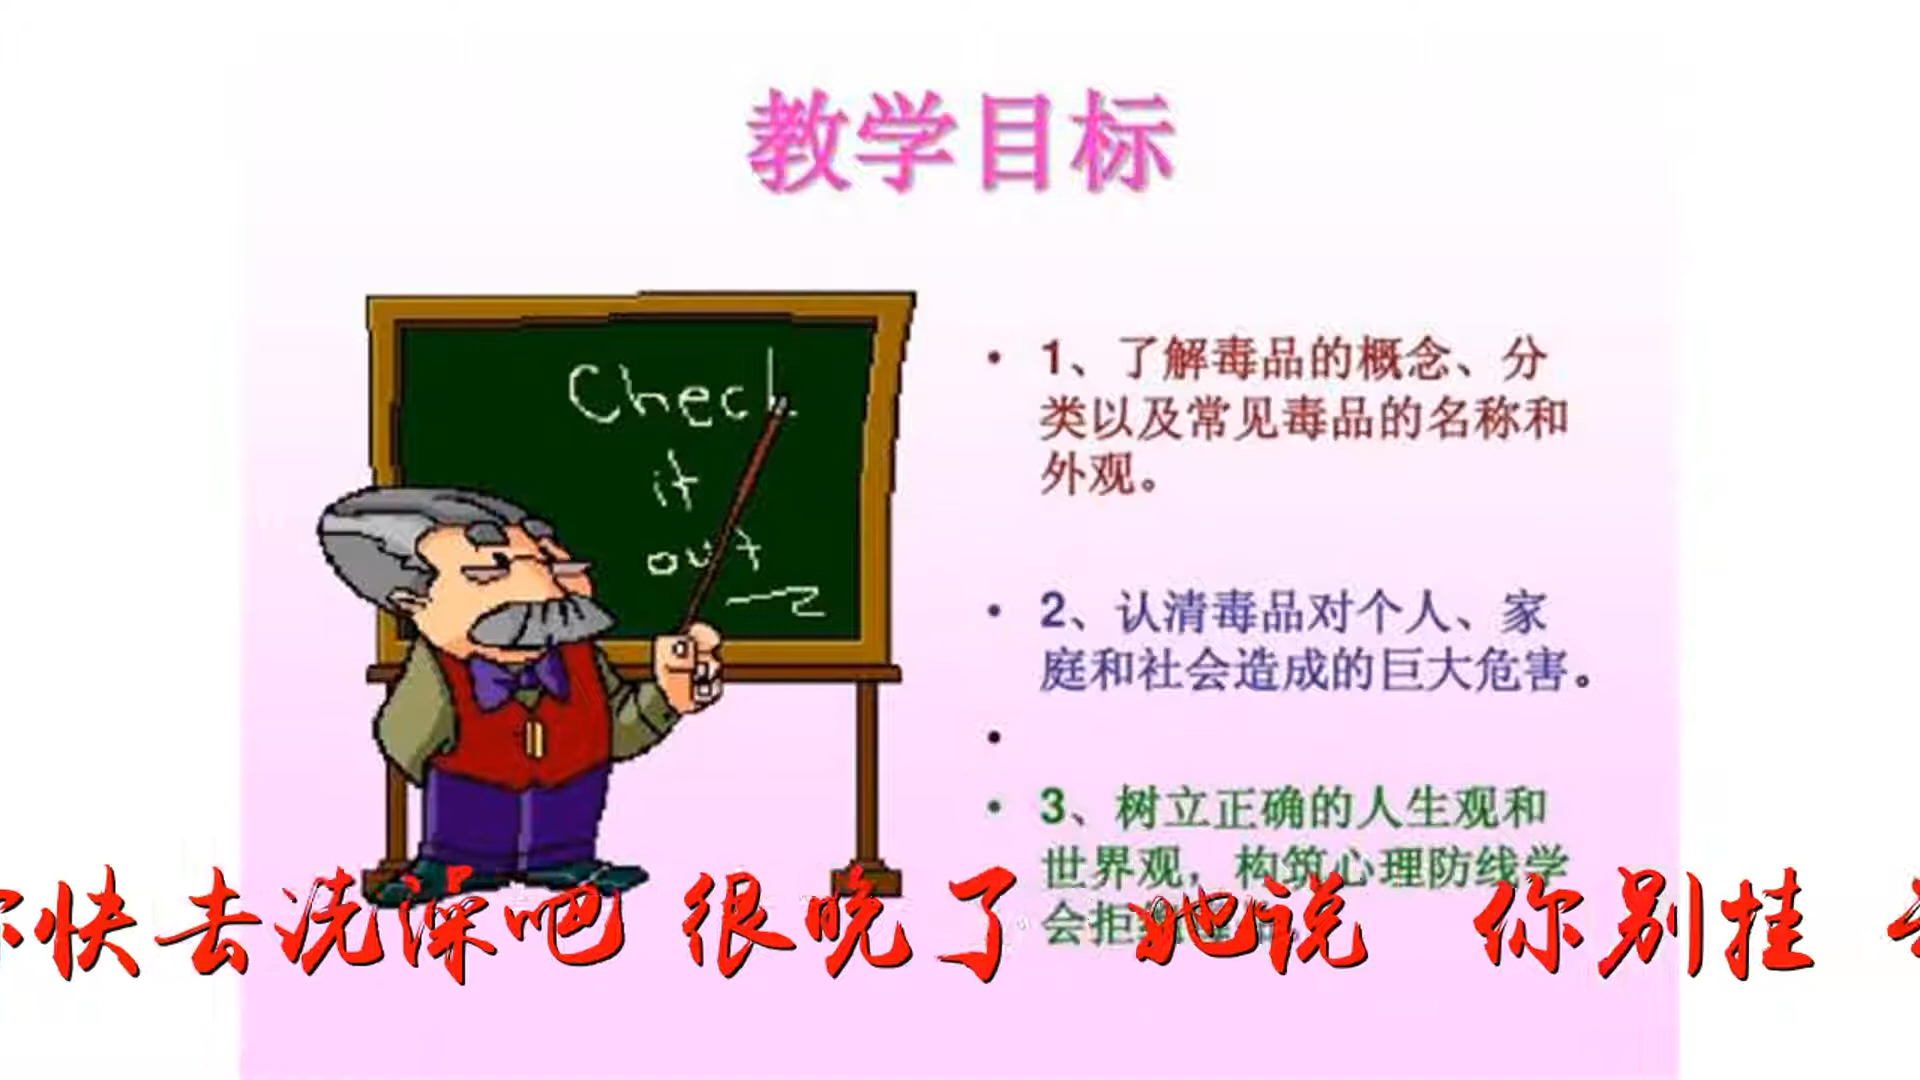 教学目标
Check
it
out
• 1、了解毒品的概念、分
类以及常见毒品的名称和
外观。
• 2、认清毒品对个人、家
庭和社会造成的巨大危害。
•
• 3、树立正确的人生观和
世界观，构筑心理防线学
会拒绝
快去洗澡吧 很晚了 她说 你别挂